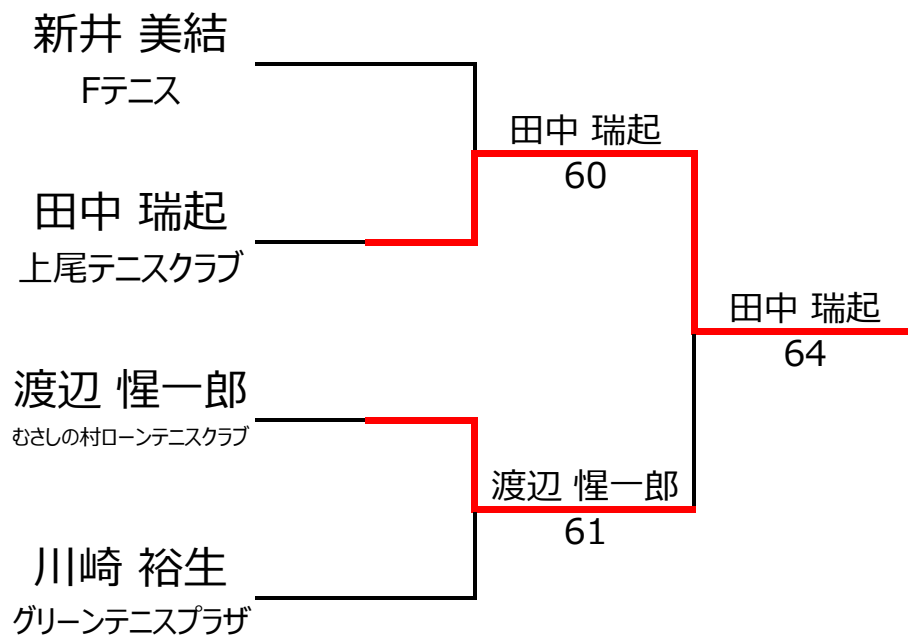 新井 美結
Fテニス
田中 瑞起
60
田中 瑞起
上尾テニスクラブ
田中 瑞起
64
渡辺 惺一郎
むさしの村ローンテニスクラブ
渡辺 惺一郎
61
川崎 裕生
グリーンテニスプラザ